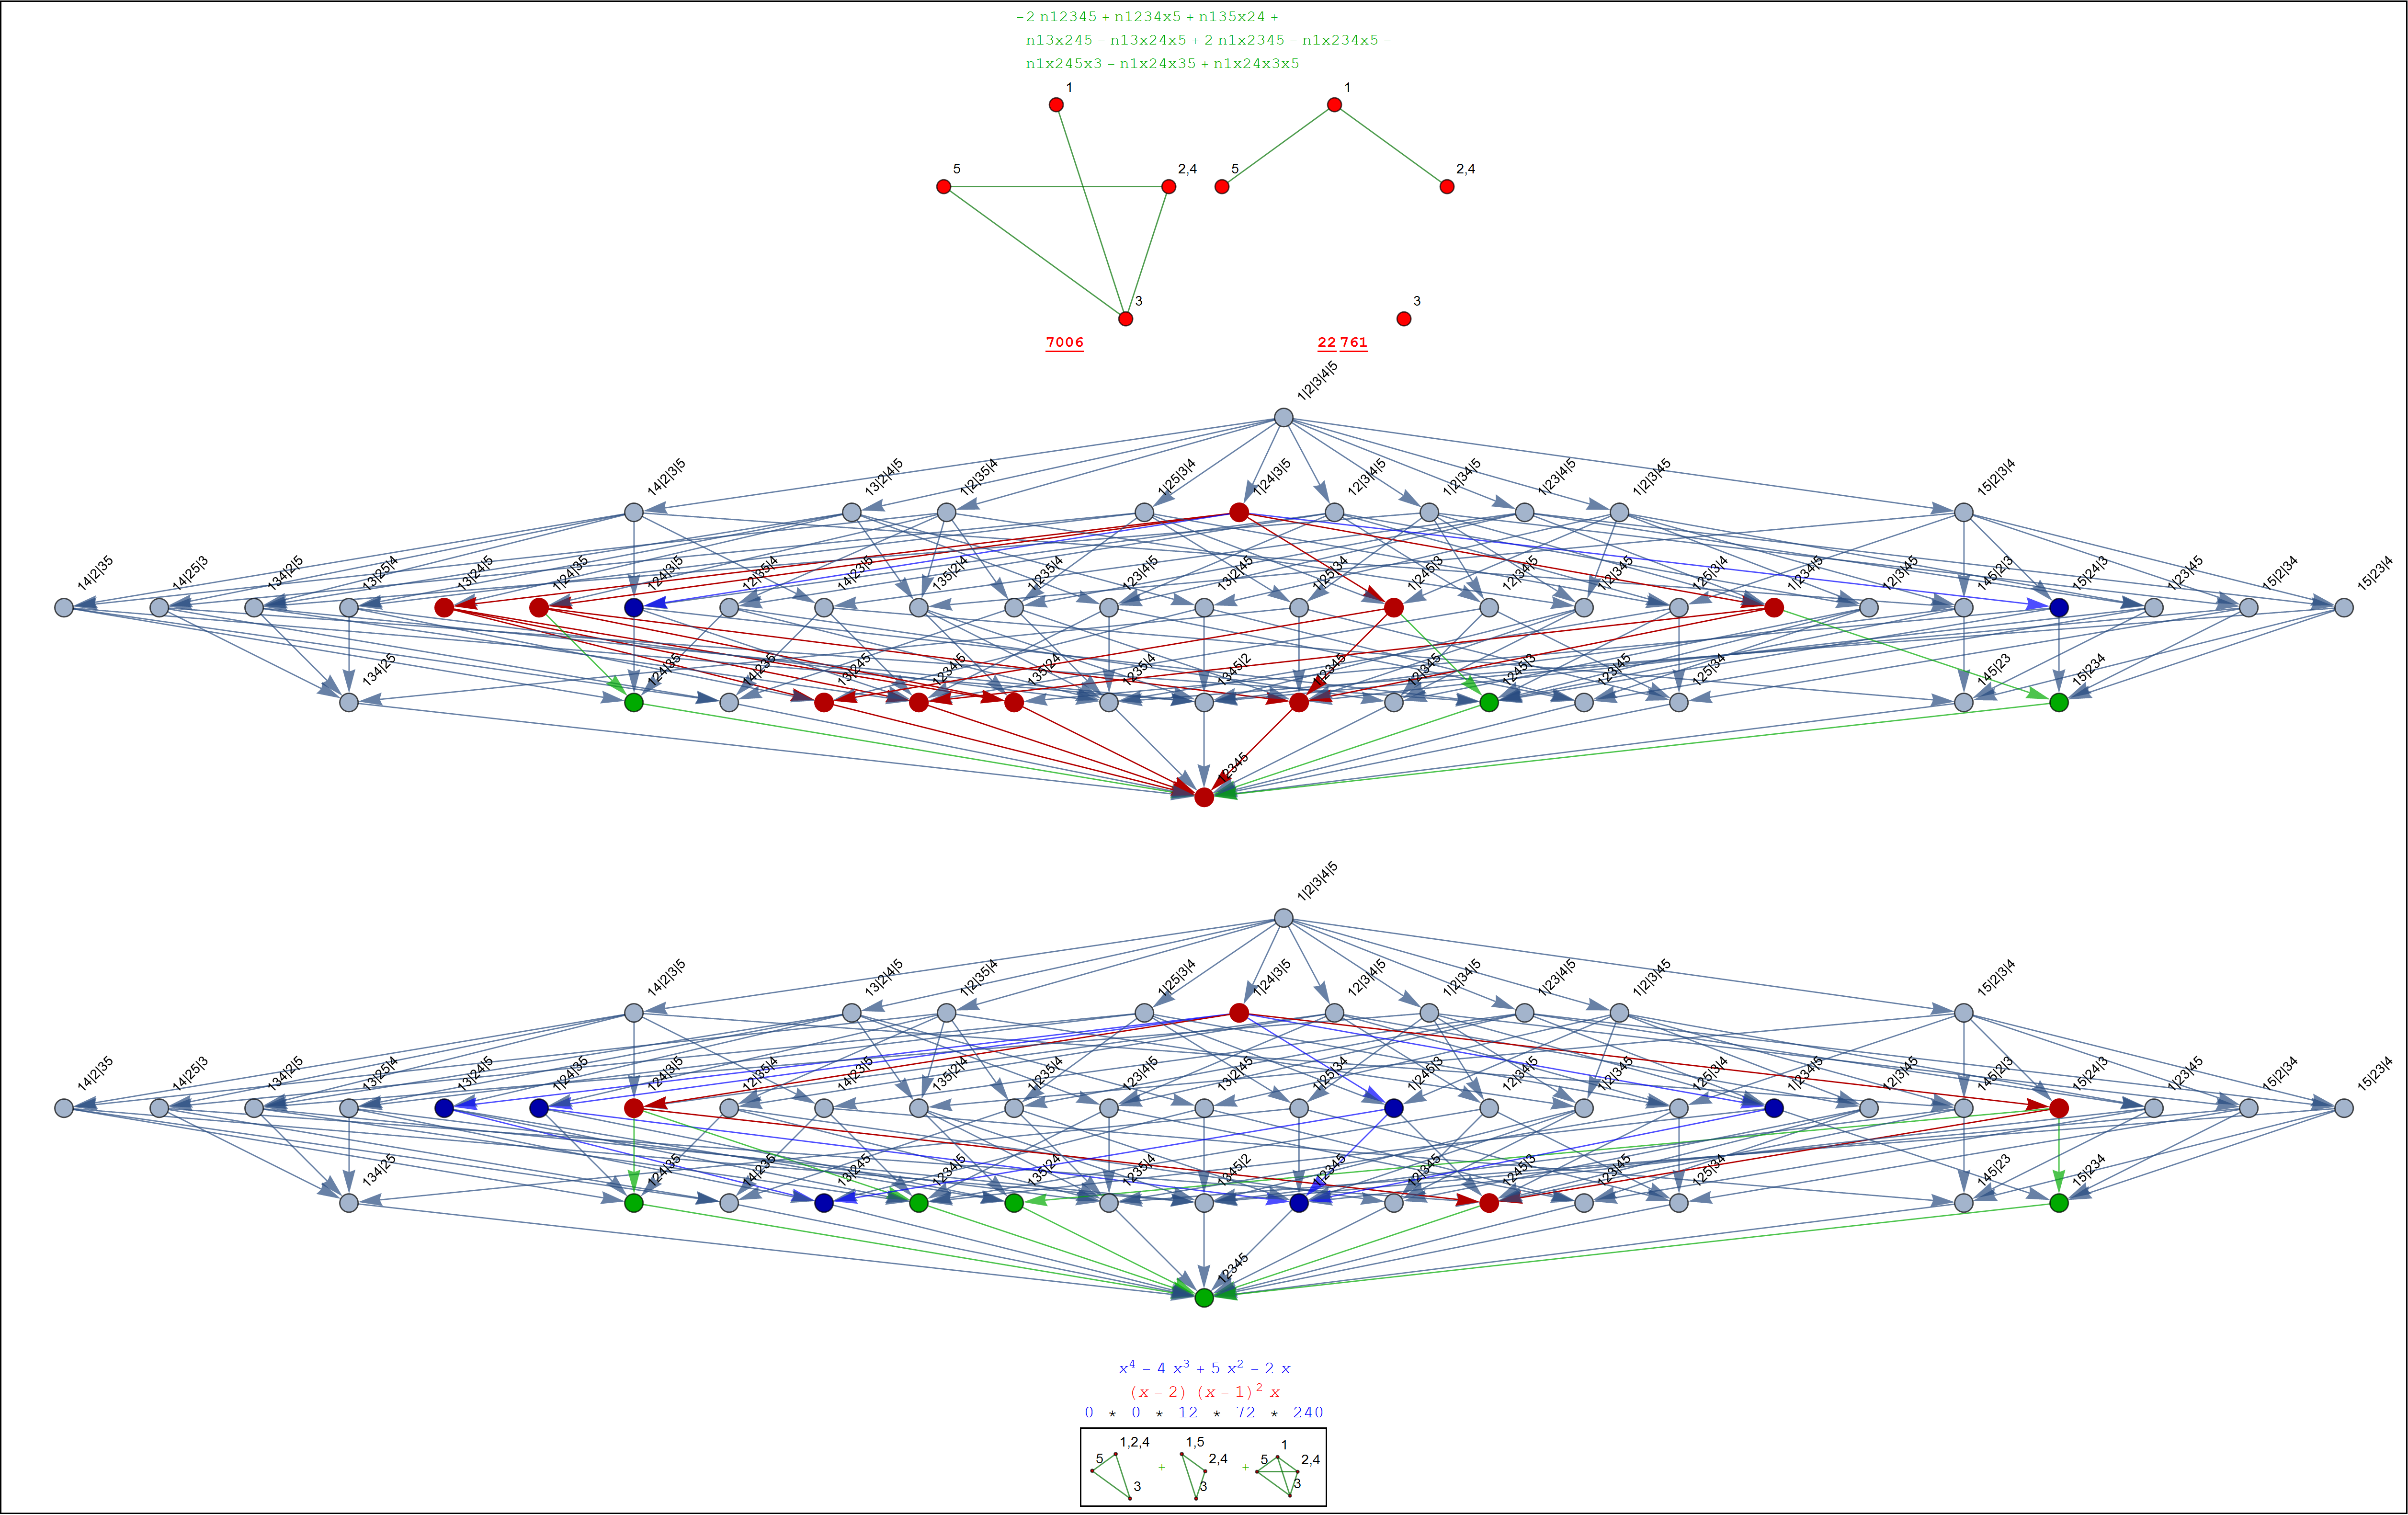 −2 n12345 + n1234x5 + n135x24 +
n13x245 − n13x24x5 + 2 n1x2345 − n1x234x5 −
n1x245x3 − n1x24x35 + n1x24x3x5
1 1
5 2,4 5 2,4
3 3
7006 22 761
1|2|3|4|5
14|2|3|5 13|2|4|5 1|2|35|4 1|25|3|4 1|24|3|5 12|3|4|5 1|2|34|5 1|23|4|5 1|2|3|45 15|2|3|4
14|2|35 14|25|3 134|2|5 13|25|4 13|24|5 1|24|35 124|3|5 12|35|4 14|23|5 135|2|4 1|235|4 123|4|5 13|2|45 1|25|34 1|245|3 12|34|5 1|2|345 125|3|4 1|234|5 12|3|45 145|2|3 15|24|3 1|23|45 15|2|34 15|23|4
134|25 124|35 14|235 13|245 1234|5 135|24 1235|4 1345|2 1|2345 12|345 1245|3 123|45 125|34 145|23 15|234
12345
1|2|3|4|5
14|2|3|5 13|2|4|5 1|2|35|4 1|25|3|4 1|24|3|5 12|3|4|5 1|2|34|5 1|23|4|5 1|2|3|45 15|2|3|4
14|2|35 14|25|3 134|2|5 13|25|4 13|24|5 1|24|35 124|3|5 12|35|4 14|23|5 135|2|4 1|235|4 123|4|5 13|2|45 1|25|34 1|245|3 12|34|5 1|2|345 125|3|4 1|234|5 12|3|45 145|2|3 15|24|3 1|23|45 15|2|34 15|23|4
134|25 124|35 14|235 13|245 1234|5 135|24 1235|4 1345|2 1|2345 12|345 1245|3 123|45 125|34 145|23 15|234
12345
x⁴ − 4 x³ + 5 x² − 2 x
(x − 2) (x − 1)² x
0 * 0 * 12 * 72 * 240
1,2,4 1,5 1
5 2,4 5 2,4
+ +
3 3 3